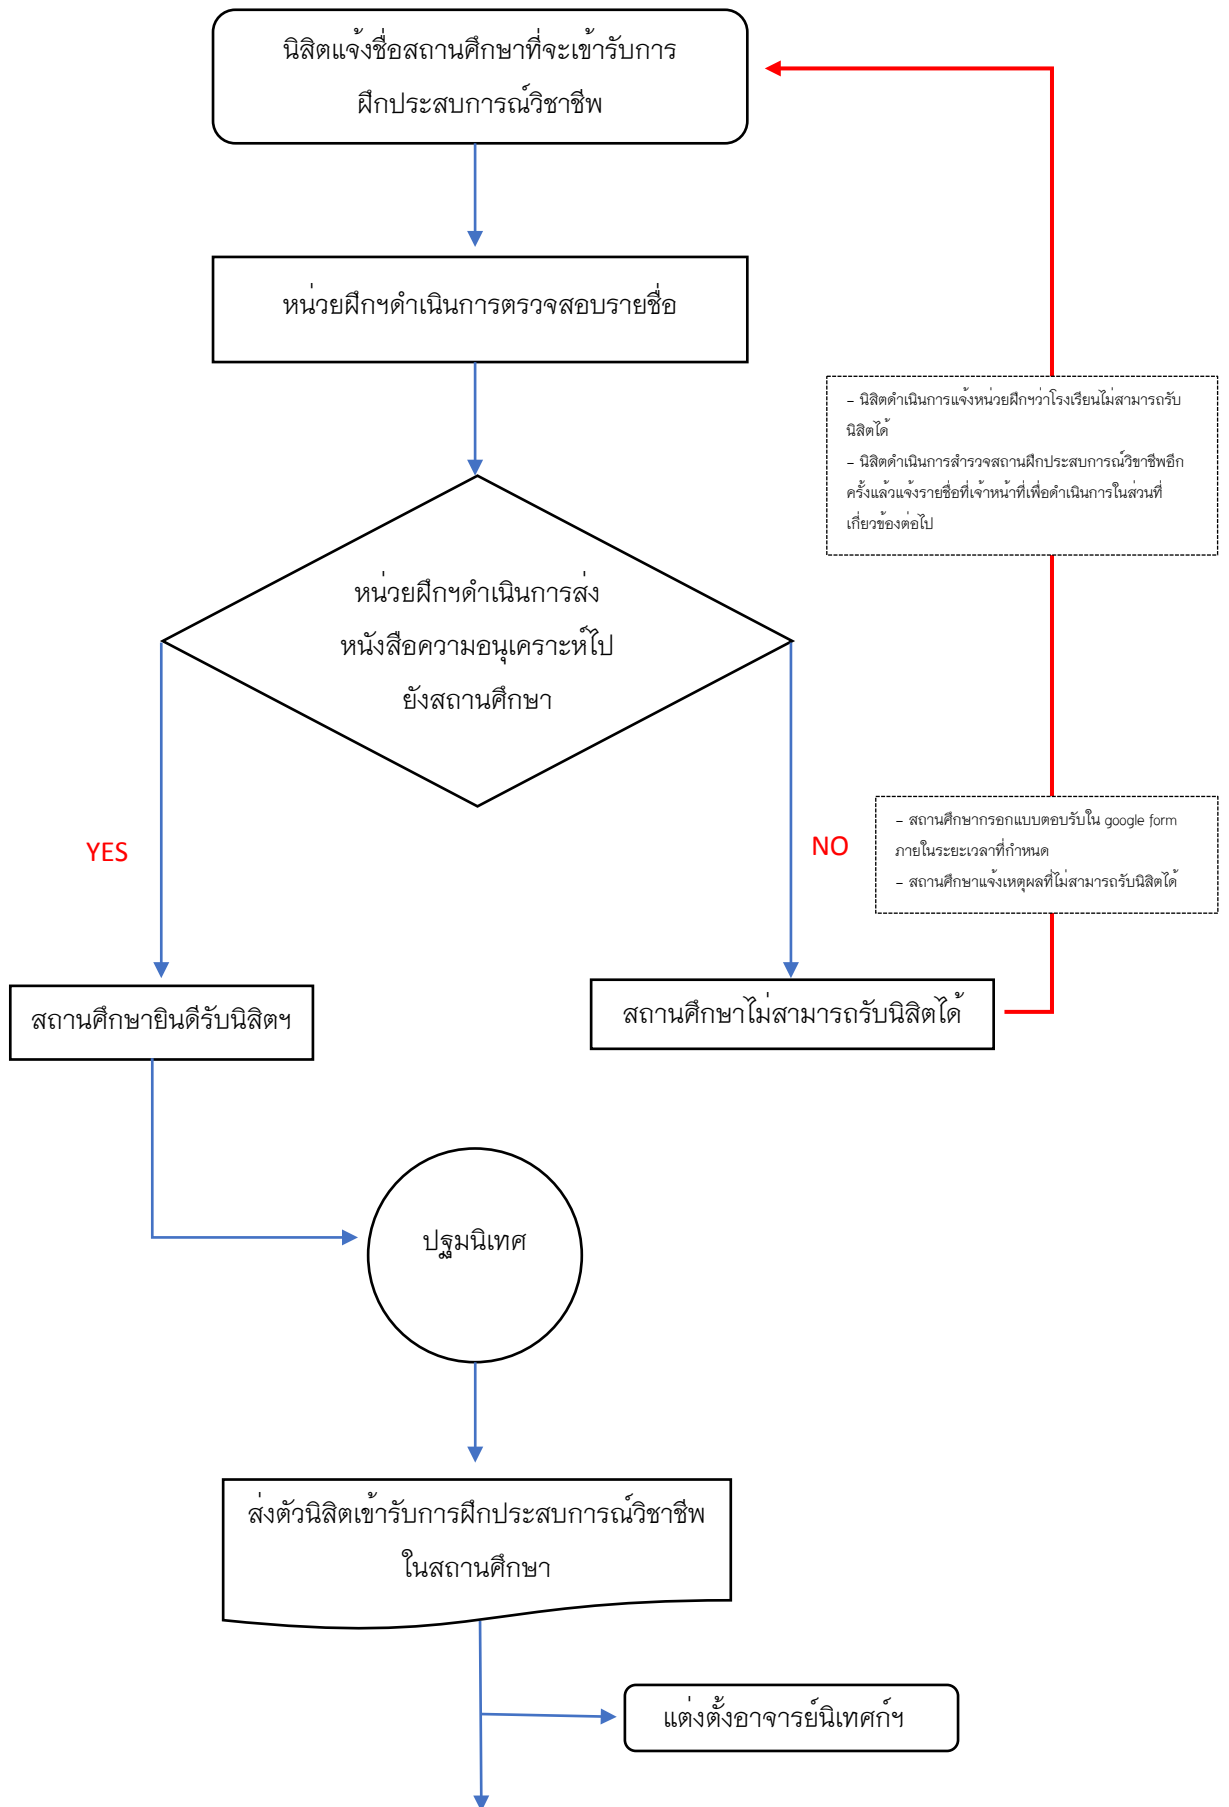 นิสิตแจ้งชื่อสถานศึกษาที่จะเข้ารับการ
ฝึกประสบการณ์วิชาชีพ
หน่วยฝึกฯดำเนินการตรวจสอบรายชื่อ
– นิสิตดำเนินการแจ้งหน่วยฝึกฯว่าโรงเรียนไม่สามารถรับ
นิสิตได้
– นิสิตดำเนินการสำรวจสถานฝึกประสบการณ์วิชาชีพอีก
ครั้งแล้วแจ้งรายชื่อที่เจ้าหน้าที่เพื่อดำเนินการในส่วนที่
เกี่ยวข้องต่อไป
หน่วยฝึกฯดำเนินการส่ง
หนังสือความอนุเคราะห์ไป
ยังสถานศึกษา
YES
NO
– สถานศึกษากรอกแบบตอบรับใน google form
ภายในระยะเวลาที่กำหนด
– สถานศึกษาแจ้งเหตุผลที่ไม่สามารถรับนิสิตได้
สถานศึกษายินดีรับนิสิตฯ
สถานศึกษาไม่สามารถรับนิสิตได้
ปฐมนิเทศ
ส่งตัวนิสิตเข้ารับการฝึกประสบการณ์วิชาชีพ
ในสถานศึกษา
แต่งตั้งอาจารย์นิเทศก์ฯ